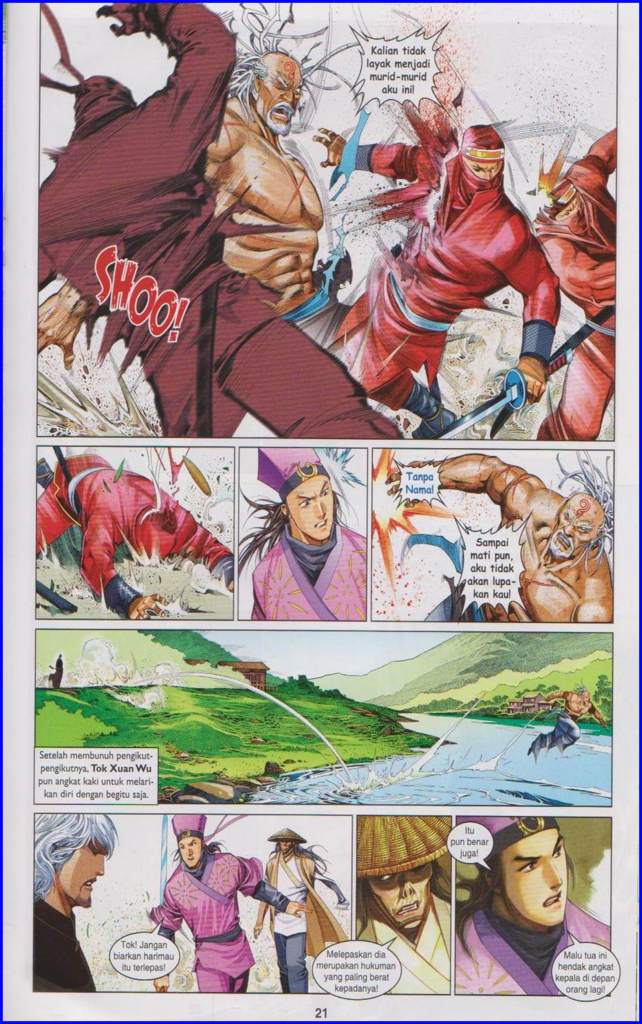 Kalian tidak
layak menjadi
murid-murid
aku ini!
SHOO!
Tanpa
Nama!
Sampai
mati pun,
aku tidak
akan lupa-
kan kau!
Setelah membunuh pengikut-
pengikutnya, Tok Xuan Wu
pun angkat kaki untuk melari-
kan diri dengan begitu saja.
Tok! Jangan
biarkan harimau
itu terlepas!
Melepaskan dia
merupakan hukuman
yang paling berat
kepadanya!
Itu
pun benar
juga!
Malu tua ini
hendak angkat
kepala di depan
orang lagi!
21